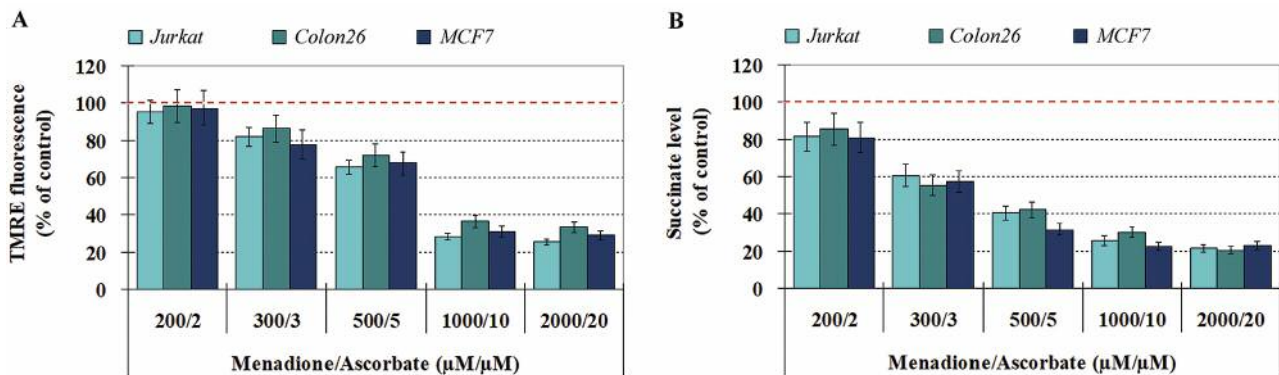 A
Jurkat Colon26 MCF7
TMRE fluorescence
(% of control)
120
100
80
60
40
20
0
200/2 300/3 500/5 1000/10 2000/20
Menadione/Ascorbate (µM/µM)
B
Jurkat Colon26 MCF7
Succinate level
(% of control)
120
100
80
60
40
20
0
200/2 300/3 500/5 1000/10 2000/20
Menadione/Ascorbate (µM/µM)